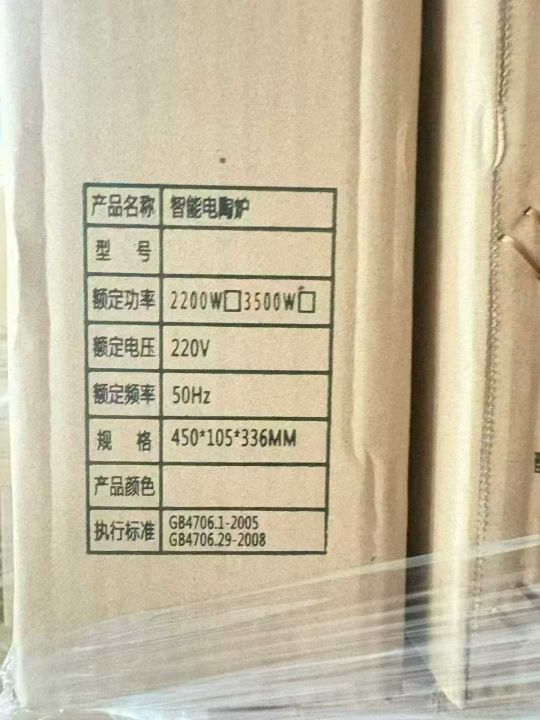 产品名称 智能电陶炉
型 号
额定功率 2200W□3500W□
额定电压 220V
额定频率 50Hz
规 格 450*105*336MM
产品颜色
执行标准 GB4706.1-2005
GB4706.29-2008